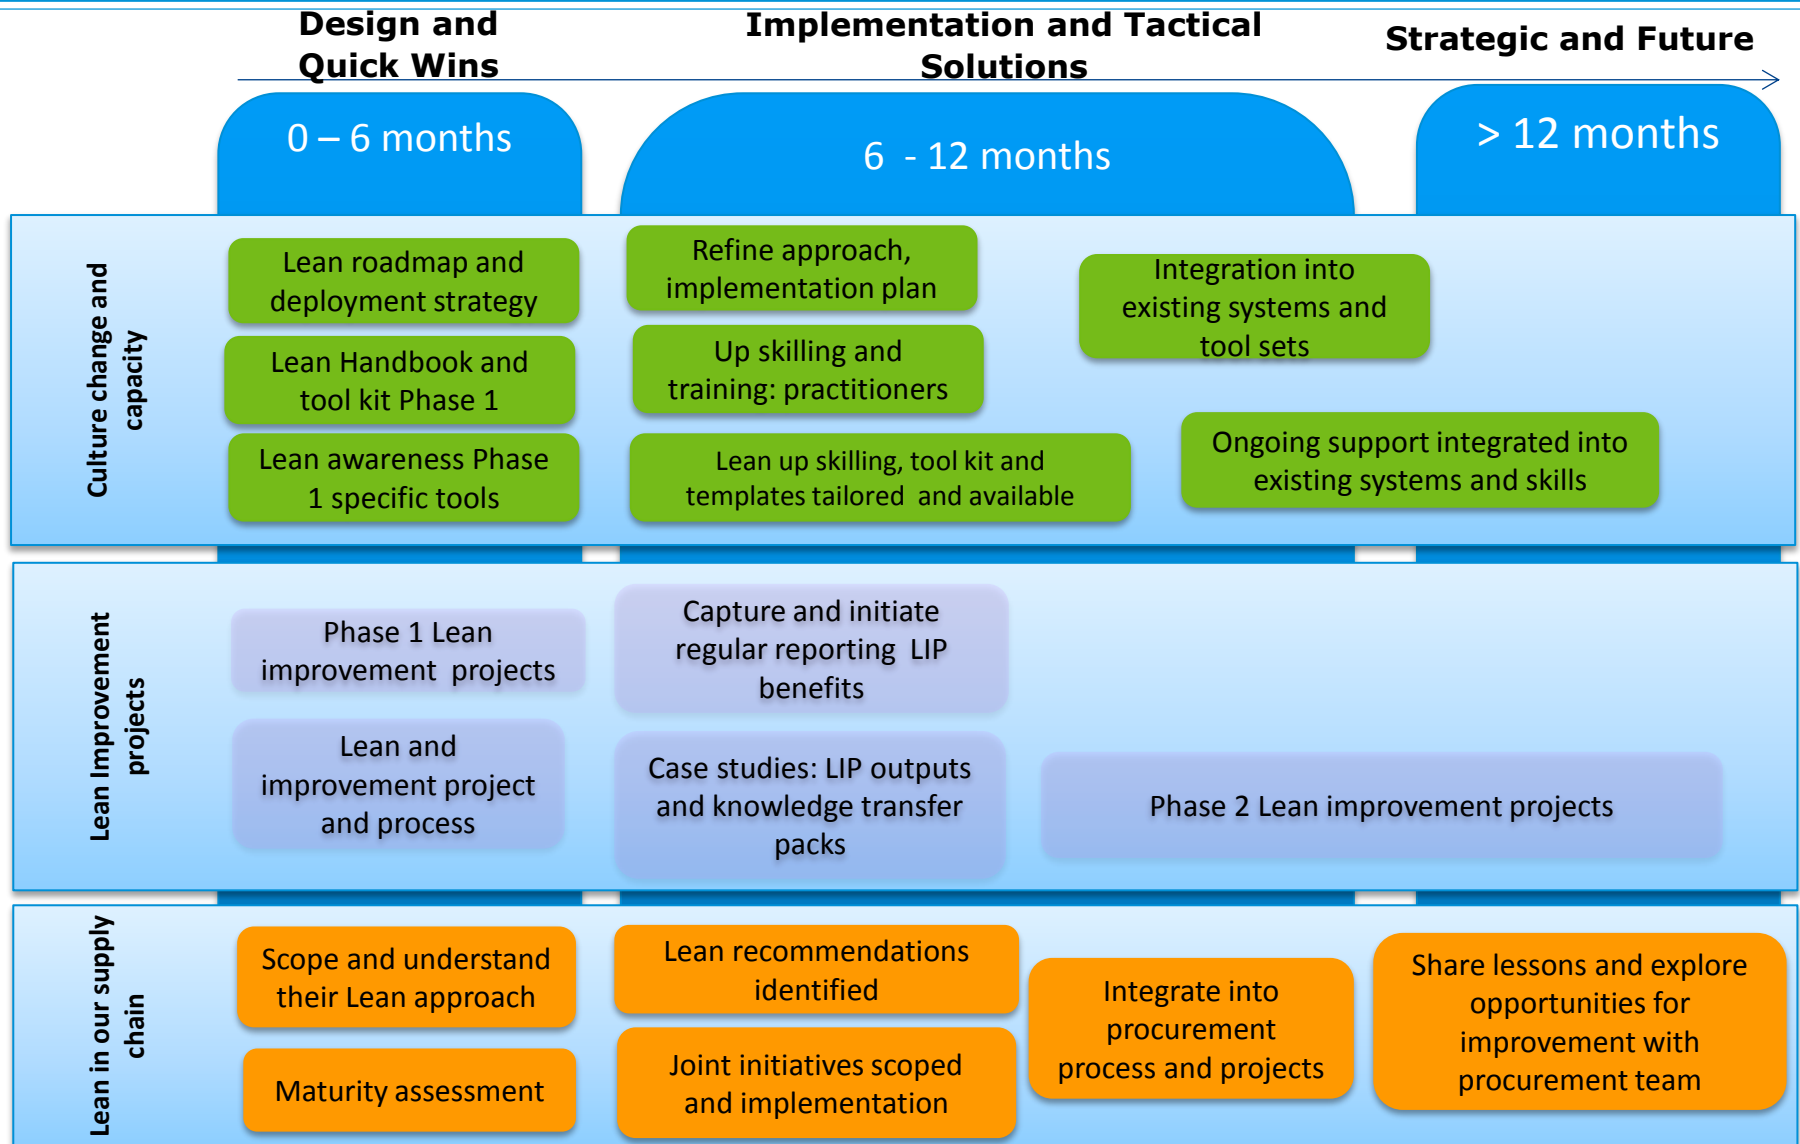 Design and
Quick Wins
Implementation and Tactical
Solutions
Strategic and Future
0 – 6 months
6 - 12 months
> 12 months
Culture change and
capacity
Lean roadmap and
deployment strategy
Lean Handbook and
tool kit Phase 1
Lean awareness Phase
1 specific tools
Refine approach,
implementation plan
Up skilling and
training: practitioners
Lean up skilling, tool kit and
templates tailored and available
Integration into
existing systems and
tool sets
Ongoing support integrated into
existing systems and skills
Lean Improvement
projects
Phase 1 Lean
improvement projects
Lean and
improvement project
and process
Capture and initiate
regular reporting LIP
benefits
Case studies: LIP outputs
and knowledge transfer
packs
Phase 2 Lean improvement projects
Lean in our supply
chain
Scope and understand
their Lean approach
Maturity assessment
Lean recommendations
identified
Joint initiatives scoped
and implementation
Integrate into
procurement
process and projects
Share lessons and explore
opportunities for
improvement with
procurement team